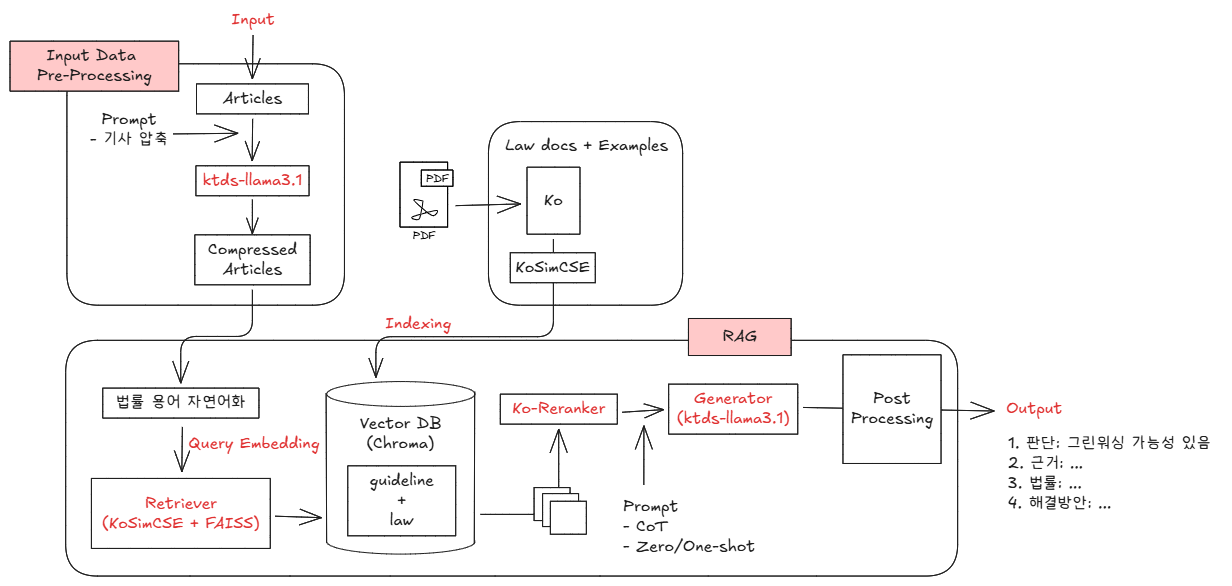 Input
Input Data
Pre-Processing
Articles
Prompt
- 기사 압축
ktds-llama3.1
Compressed
Articles
Law docs + Examples
PDF
PDF
Ko
KoSimCSE
Indexing
RAG
법률 용어 자연어화
Query Embedding
Retriever
(KoSimCSE + FAISS)
Vector DB
(Chroma)
guideline
+
law
Ko-Reranker
Prompt
- CoT
- Zero/One-shot
Generator
(ktds-llama3.1)
Post
Processing
Output
1. 판단: 그린워싱 가능성 있음
2. 근거: ...
3. 법률: ...
4. 해결방안: ...